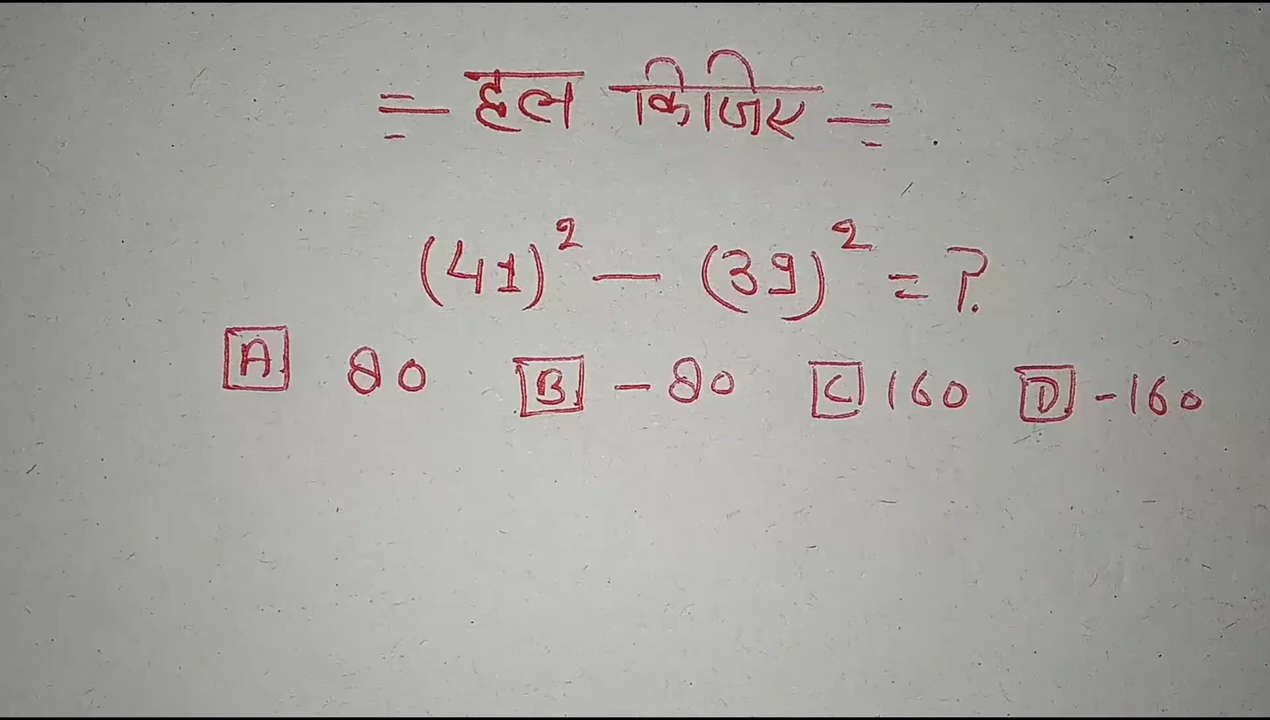 = हल किजिए =
(41)² — (39)² = ?
A 80 B - 80 C 160 D -160